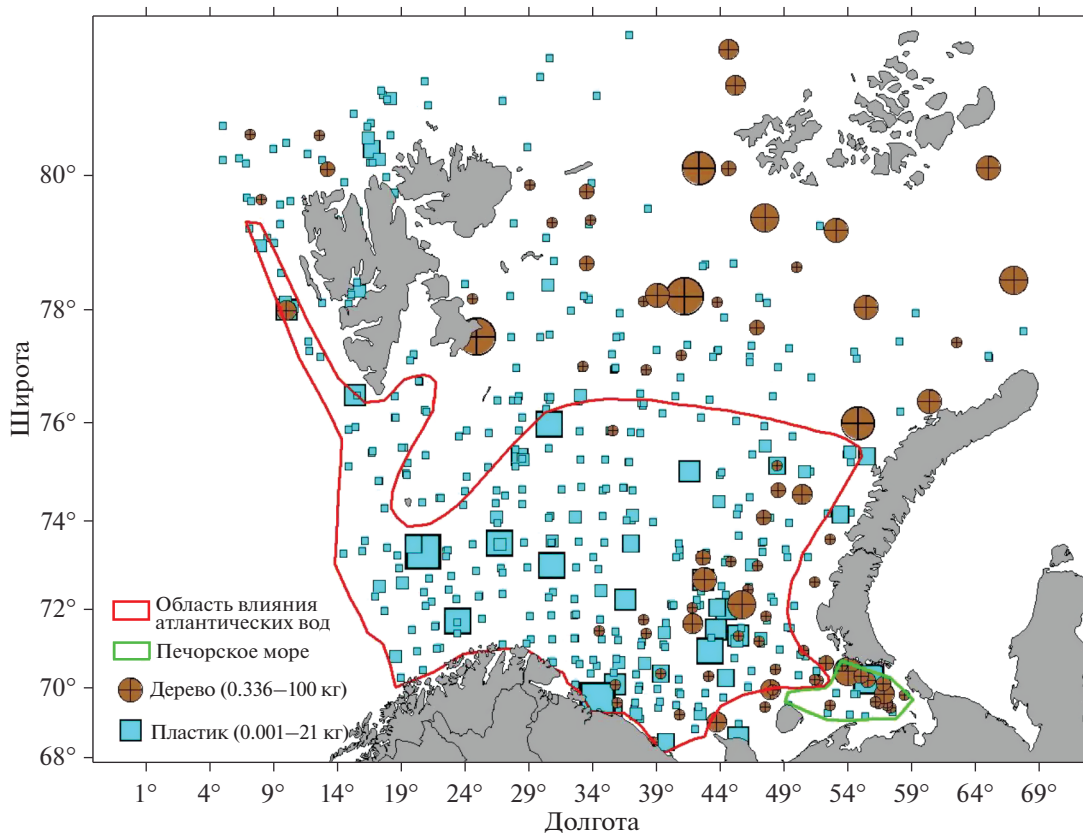 Широта
80°
78°
76°
74°
72°
70°
68°
Область влияния
атлантических вод
Печорское море
Дерево (0.336–100 кг)
Пластик (0.001–21 кг)
1° 4° 9° 14° 19° 24° 29° 34° 39° 44° 49° 54° 59° 64° 69°
Долгота